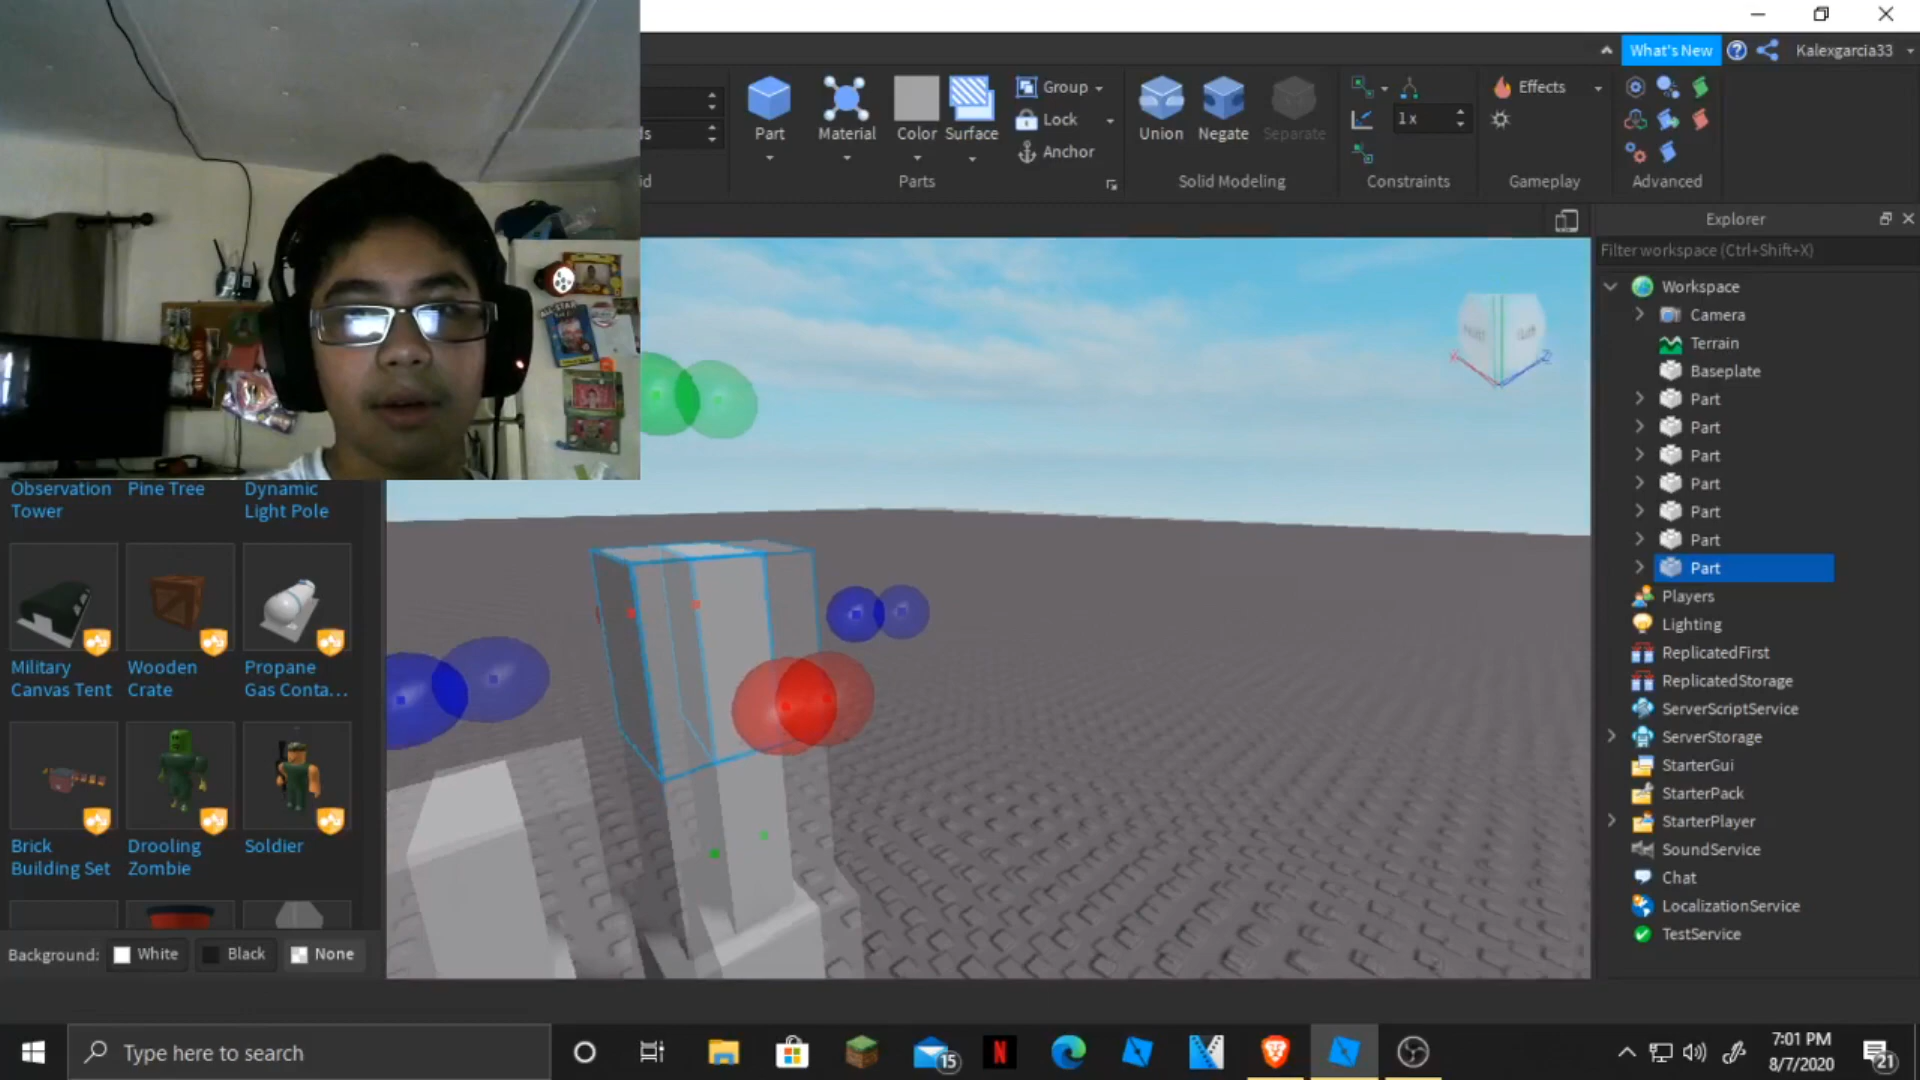 What's New
Kalexgarcia33
Part
Material
Color
Surface
Group
Lock
Anchor
Union
Negate
Separate
1 x
Effects
Parts
Solid Modeling
Constraints
Gameplay
Advanced
Explorer
Filter workspace (Ctrl+Shift+X)
Workspace
Camera
Terrain
Baseplate
Part
Part
Part
Part
Part
Part
Part
Players
Lighting
ReplicatedFirst
ReplicatedStorage
ServerScriptService
ServerStorage
StarterGui
StarterPack
StarterPlayer
SoundService
Chat
LocalizationService
TestService
ALL-STAR
Observation
Tower
Pine Tree
Dynamic
Light Pole
Military
Canvas Tent
Wooden
Crate
Propane
Gas Conta...
Brick
Building Set
Drooling
Zombie
Soldier
Background:
White
Black
None
Type here to search
15
7:01 PM
8/7/2020
21